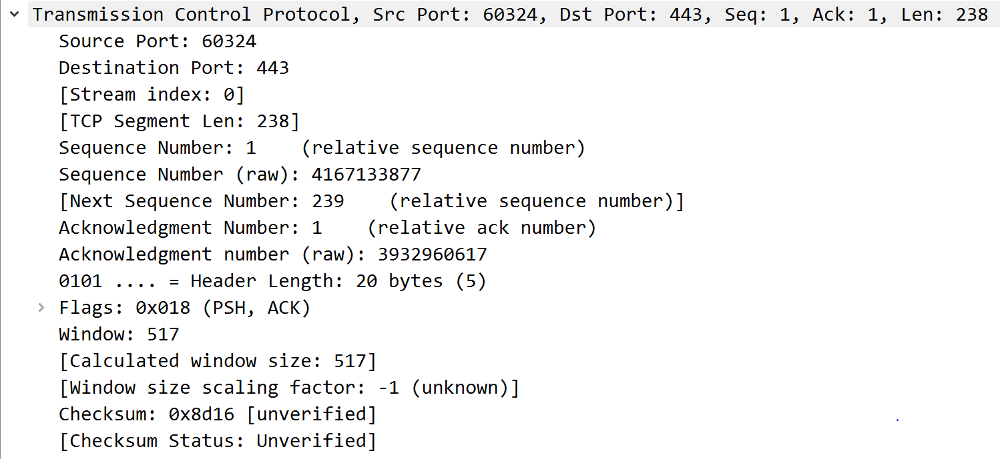 Transmission Control Protocol, Src Port: 60324, Dst Port: 443, Seq: 1, Ack: 1, Len: 238
Source Port: 60324
Destination Port: 443
[Stream index: 0]
[TCP Segment Len: 238]
Sequence Number: 1    (relative sequence number)
Sequence Number (raw): 4167133877
[Next Sequence Number: 239    (relative sequence number)]
Acknowledgment Number: 1    (relative ack number)
Acknowledgment number (raw): 3932960617
0101 .... = Header Length: 20 bytes (5)
Flags: 0x018 (PSH, ACK)
Window: 517
[Calculated window size: 517]
[Window size scaling factor: -1 (unknown)]
Checksum: 0x8d16 [unverified]
[Checksum Status: Unverified]